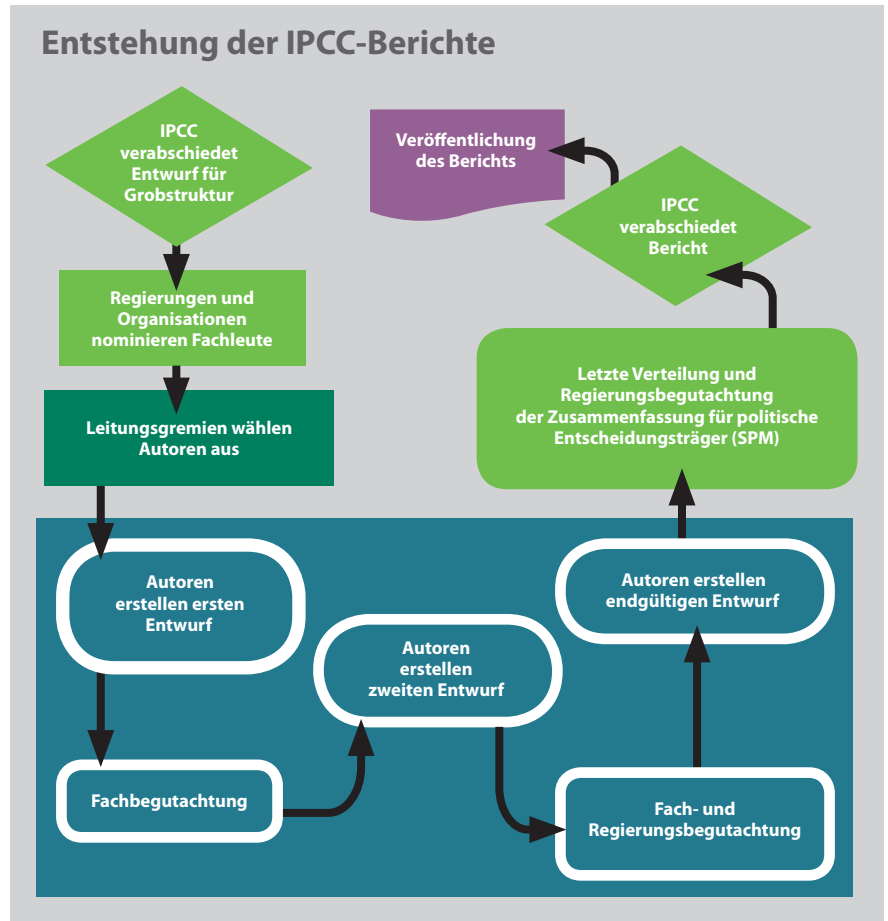 Entstehung der IPCC-Berichte
IPCC
verabschiedet
Entwurf für
Grobstruktur
Regierungen und
Organisationen
nominieren Fachleute
Leitungsgremien wählen
Autoren aus
Autoren
erstellen ersten
Entwurf
Fachbegutachtung
Autoren
erstellen
zweiten Entwurf
Fach- und
Regierungsbegutachtung
Autoren erstellen
endgültigen Entwurf
Letzte Verteilung und
Regierungsbegutachtung
der Zusammenfassung für politische
Entscheidungsträger (SPM)
IPCC
verabschiedet
Bericht
Veröffentlichung
des Berichts